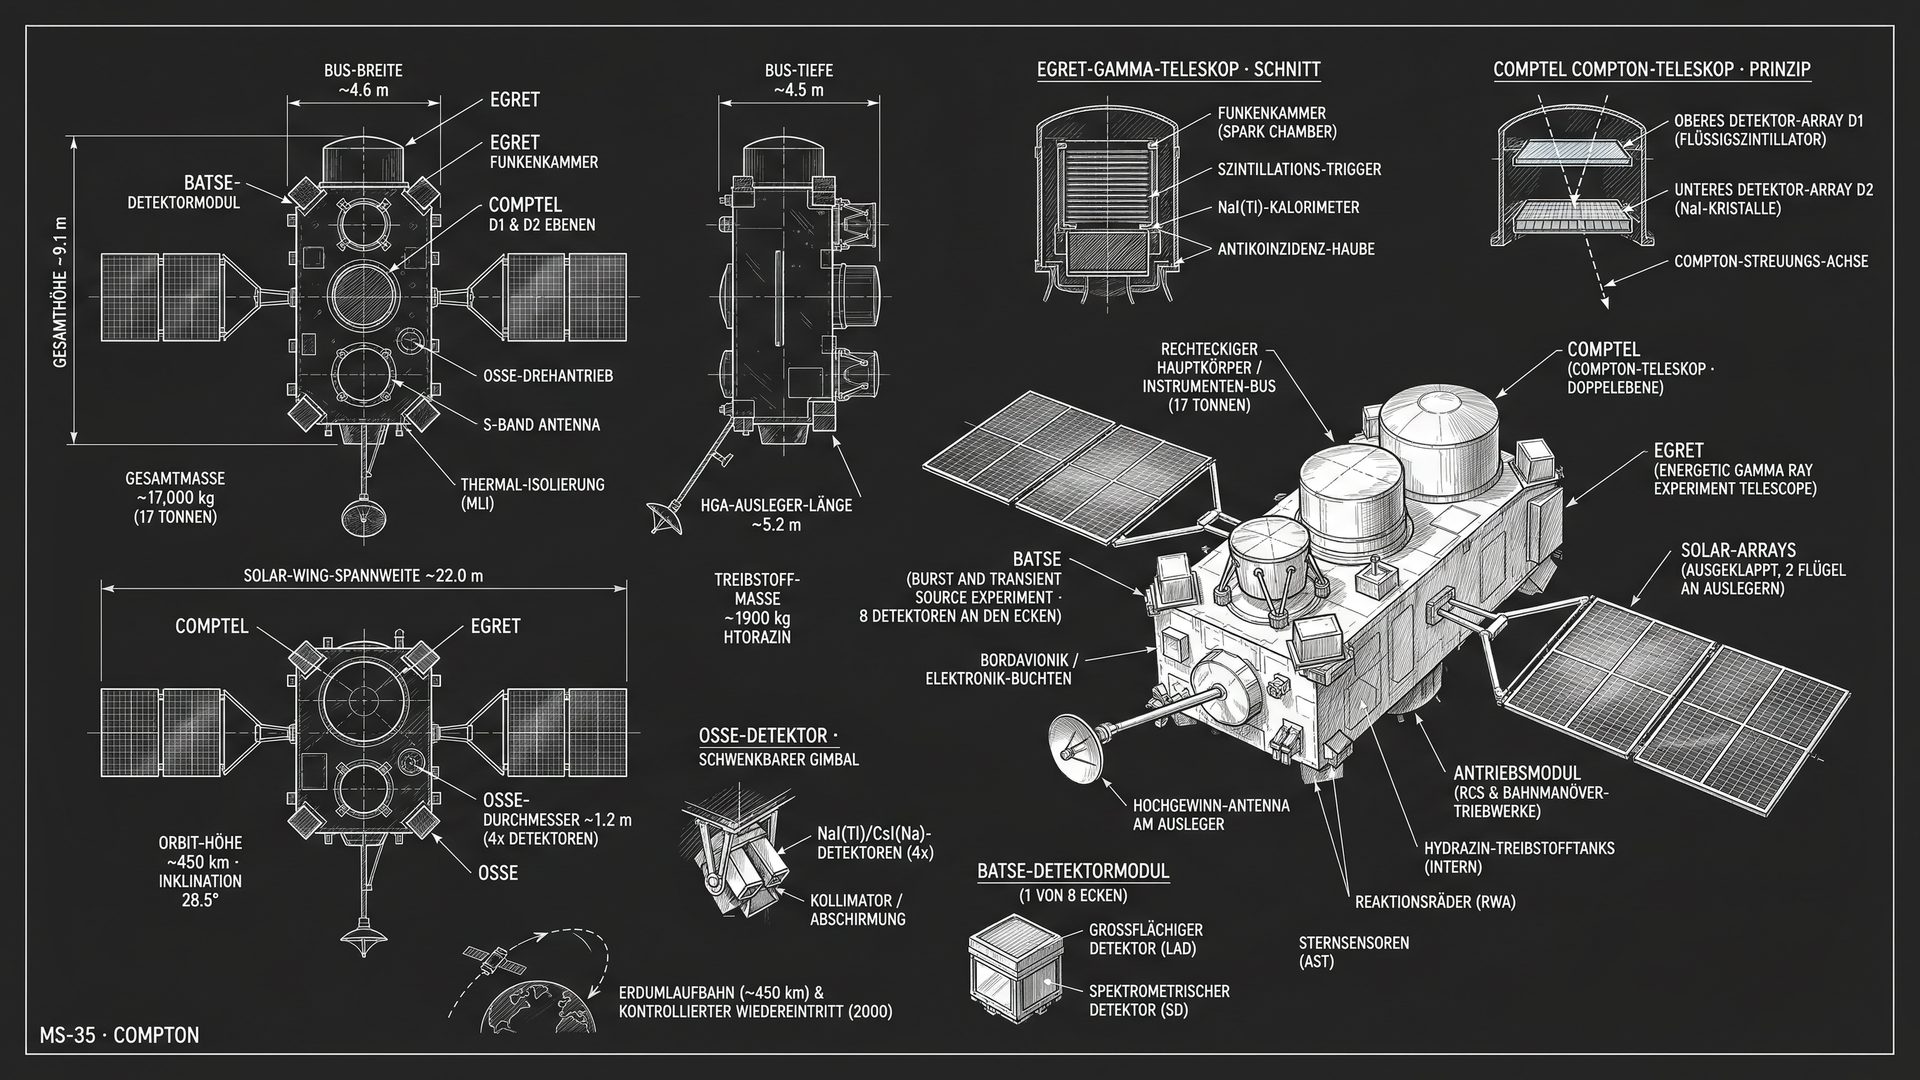 BUS-BREITE
~4.6 m
EGRET
EGRET
FUNKENKAMMER
BATSE-
DETEKTORMODUL
COMPTEL
D1 & D2 EBENEN
GESAMTHÖHE ~ 9.1 m
OSSE-DREHANTRIEB
S-BAND ANTENNA
THERMAL-ISOLIERUNG
(MLI)
GESAMTMASSE
~17,000 kg
(17 TONNEN)
BUS-TIEFE
~4.5 m
HGA-AUSLEGER-LÄNGE
~5.2 m
TREIBSTOFF-
MASSE
~1900 kg
HTORAZIN
EGRET-GAMMA-TELESKOP · SCHNITT
FUNKENKAMMER
(SPARK CHAMBER)
SZINTILLATIONS-TRIGGER
NaI(Tl)-KALORIMETER
ANTIKOINZIDENZ-HAUBE
COMPTEL COMPTON-TELESKOP · PRINZIP
OBERES DETEKTOR-ARRAY D1
(FLÜSSIGSZINTILLATOR)
UNTERES DETEKTOR-ARRAY D2
(NaI-KRISTALLE)
COMPTON-STREUUNGS-ACHSE
RECHTECKIGER
HAUPTKÖRPER /
INSTRUMENTEN-BUS
(17 TONNEN)
COMPTEL
(COMPTON-TELESKOP ·
DOPPELEBENE)
EGRET
(ENERGETIC GAMMA RAY
EXPERIMENT TELESCOPE)
SOLAR-ARRAYS
(AUSGEKLAPPT, 2 FLÜGEL
AN AUSLEGERN)
BATSE
(BURST AND TRANSIENT
SOURCE EXPERIMENT ·
8 DETEKTOREN AN DEN ECKEN)
BORDAVIONIK /
ELEKTRONIK-BUCHTEN
HOCHGEWINN-ANTENNA
AM AUSLEGER
ANTRIEBSMODUL
(RCS & BAHNMANÖVER-
TRIEBWERKE)
HYDRAZIN-TREIBSTOFFTANKS
(INTERN)
REAKTIONSRÄDER (RWA)
STERNSENSOREN
(AST)
SOLAR-WING-SPANNWEITE ~22.0 m
COMPTEL
EGRET
OSSE-
DURCHMESSER ~1.2 m
(4x DETEKTOREN)
OSSE
ORBIT-HÖHE
~450 km ·
INKLINATION
28.5°
OSSE-DETEKTOR ·
SCHWENKBARER GIMBAL
NaI(Tl)/CsI(Na)-
DETEKTOREN (4x)
KOLLIMATOR /
ABSCHIRMUNG
BATSE-DETEKTORMODUL
(1 VON 8 ECKEN)
GROSSFLÄCHIGER
DETEKTOR (LAD)
SPEKTROMETRISCHER
DETEKTOR (SD)
ERDUMLAUFBAHN (~450 km) &
KONTROLLIERTER WIEDEREINTRITT (2000)
MS-35 · COMPTON